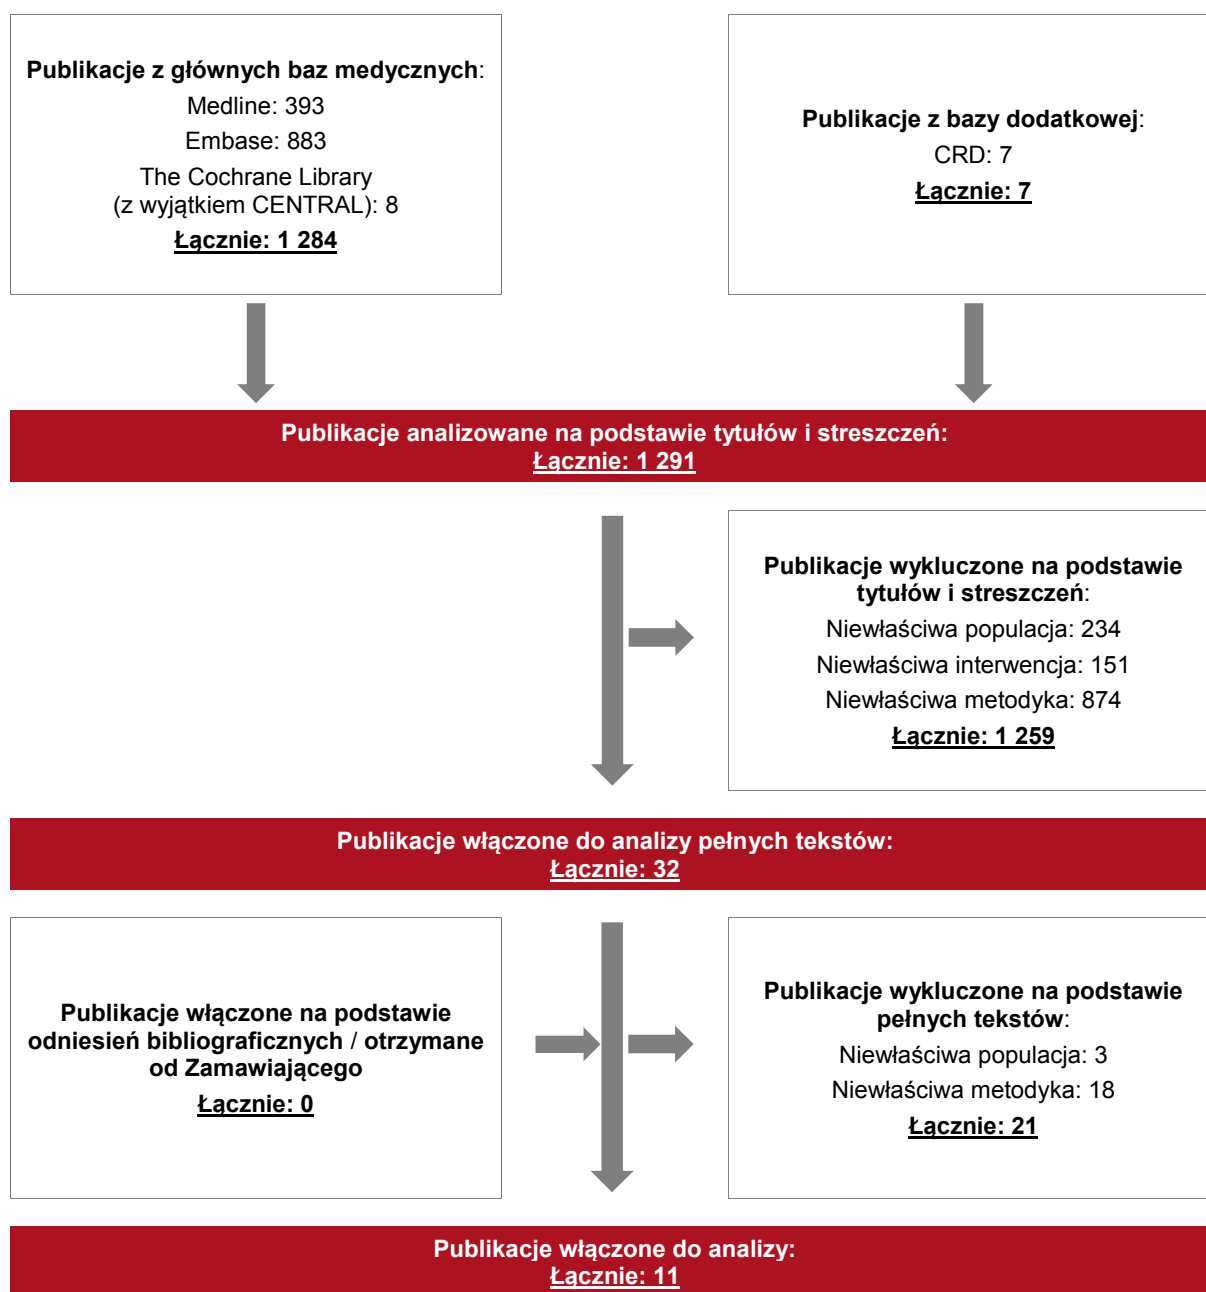 Publikacje z głównych baz medycznych:
Medline: 393
Embase: 883
The Cochrane Library
(z wyjątkiem CENTRAL): 8
Łącznie: 1 284
Publikacje z bazy dodatkowej:
CRD: 7
Łącznie: 7
Publikacje analizowane na podstawie tytułów i streszczeń:
Łącznie: 1 291
Publikacje wykluczone na podstawie
tytułów i streszczeń:
Niewłaściwa populacja: 234
Niewłaściwa interwencja: 151
Niewłaściwa metodyka: 874
Łącznie: 1 259
Publikacje włączone do analizy pełnych tekstów:
Łącznie: 32
Publikacje włączone na podstawie
odniesień bibliograficznych / otrzymane
od Zamawiającego
Łącznie: 0
Publikacje wykluczone na podstawie
pełnych tekstów:
Niewłaściwa populacja: 3
Niewłaściwa metodyka: 18
Łącznie: 21
Publikacje włączone do analizy:
Łącznie: 11